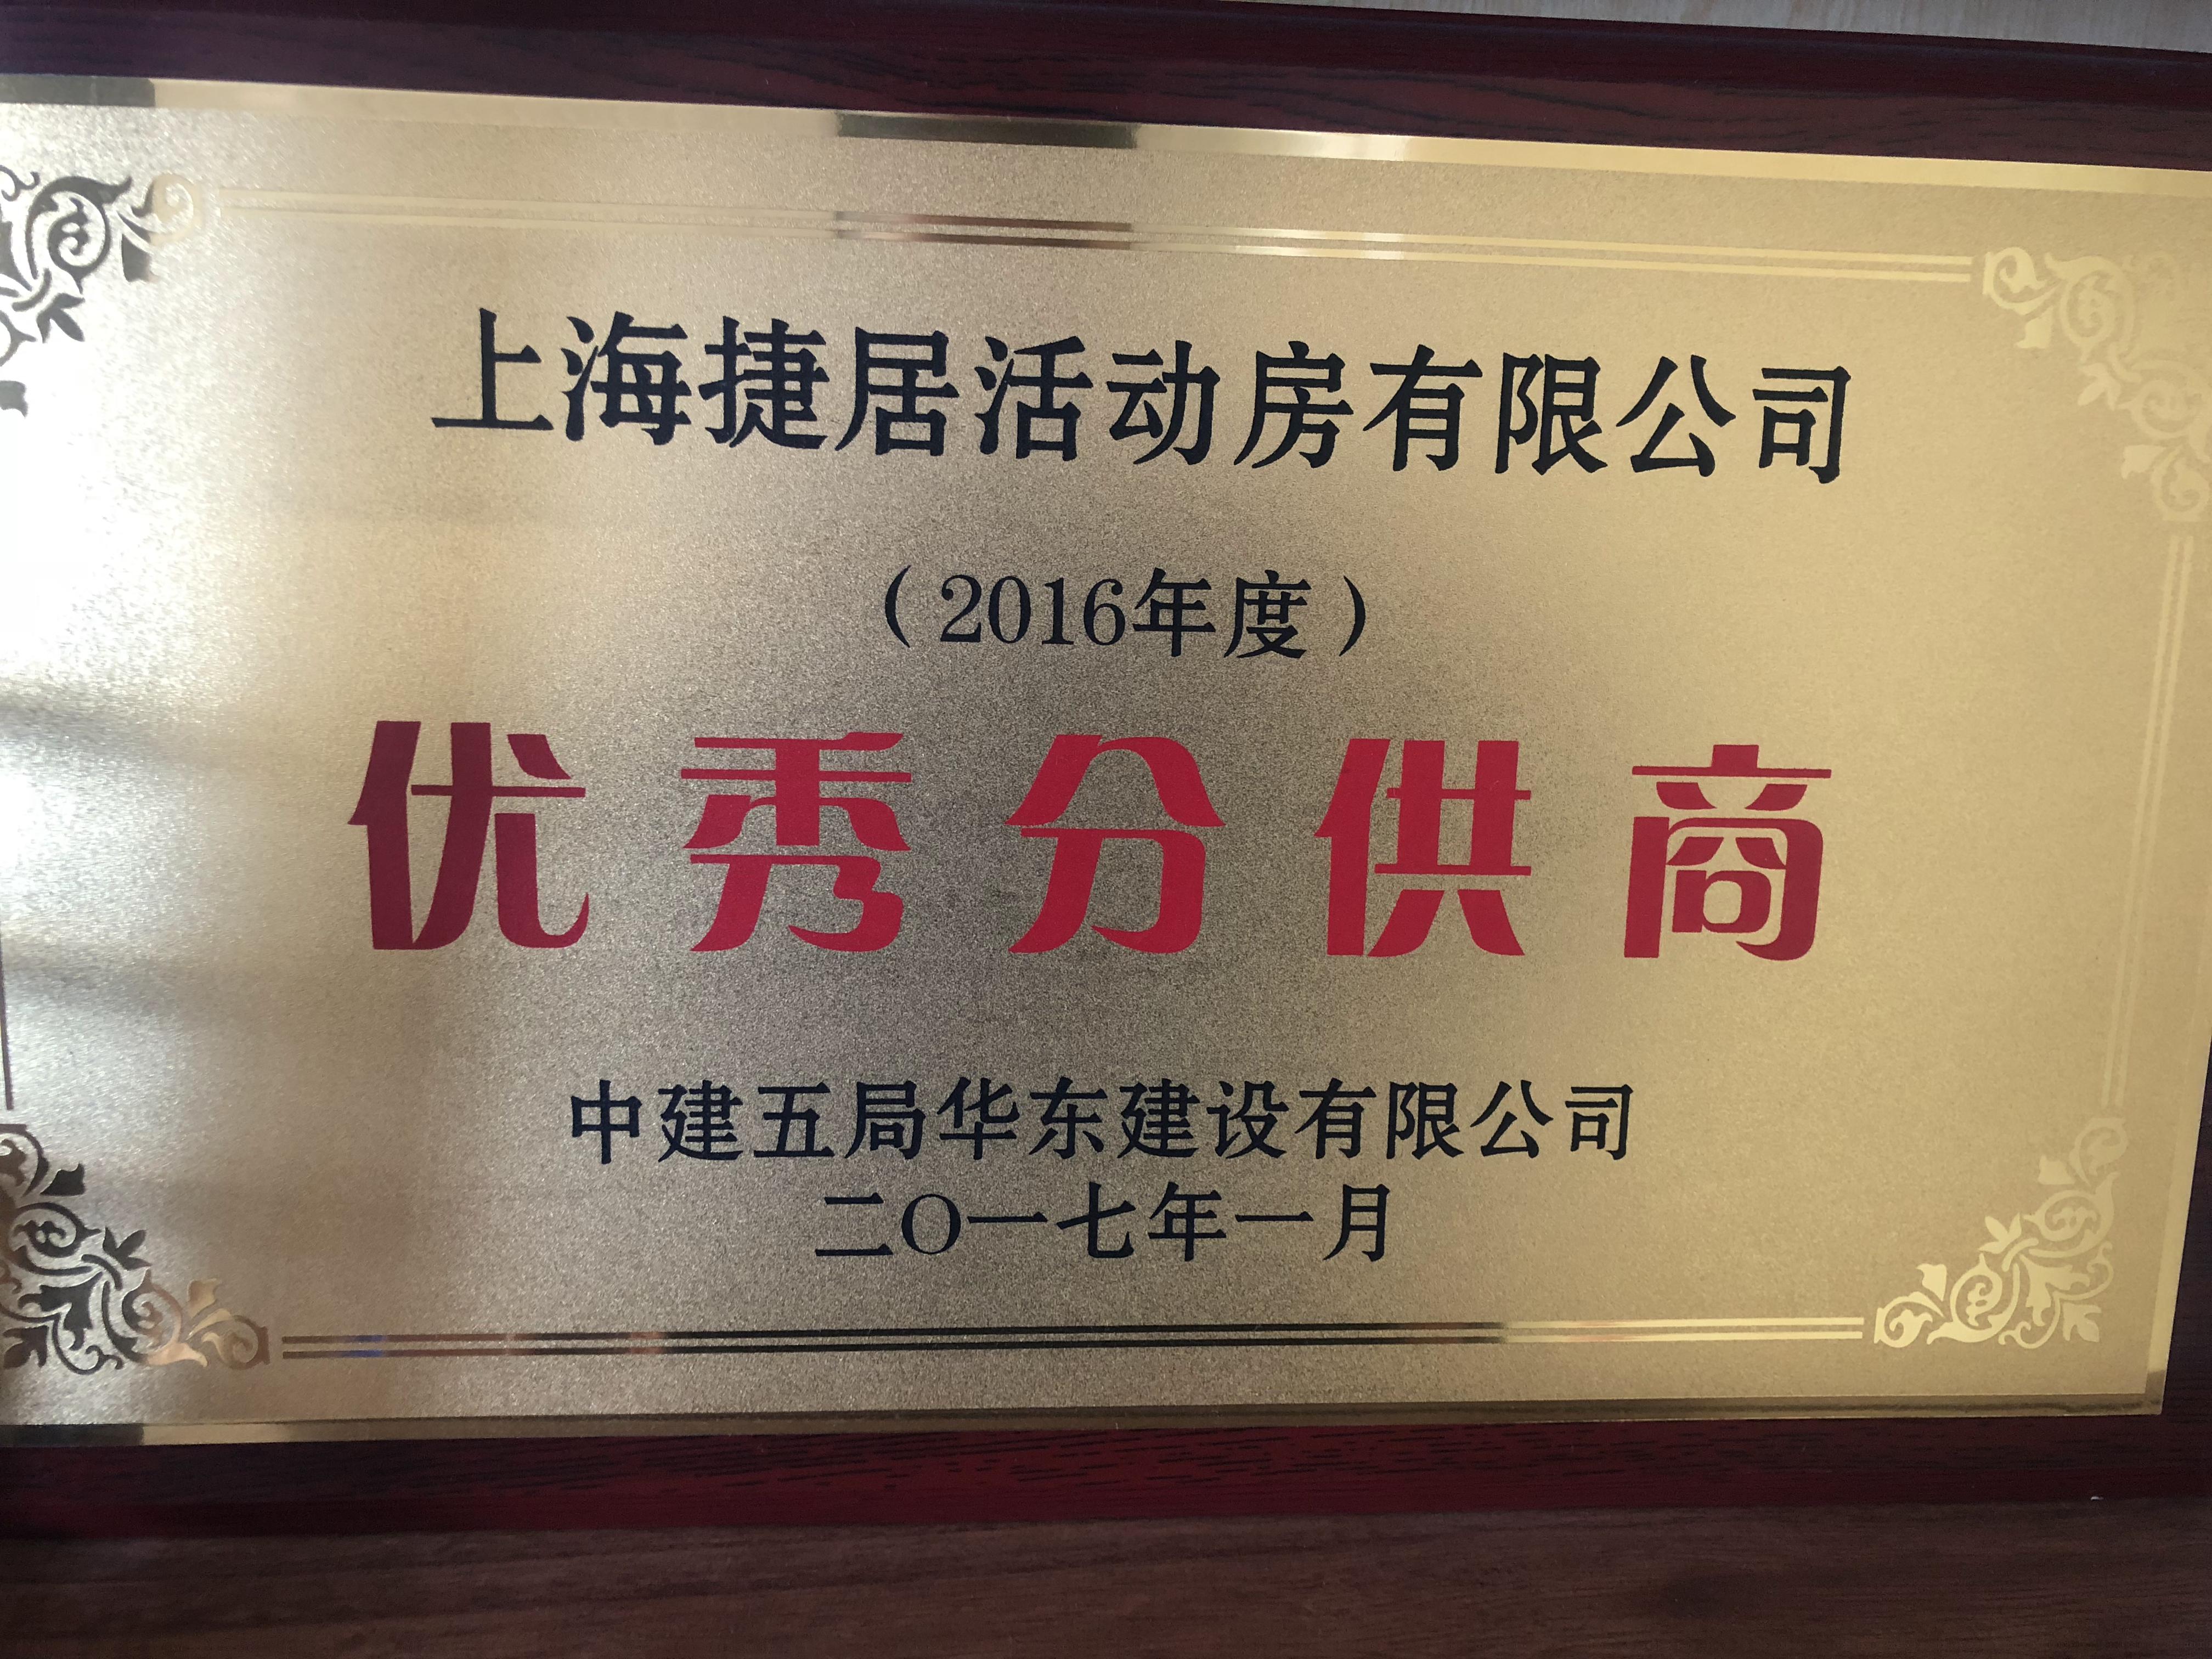 上海捷居活动房有限公司
（2016年度）
优秀分供商
中建五局华东建设有限公司
二〇一七年一月